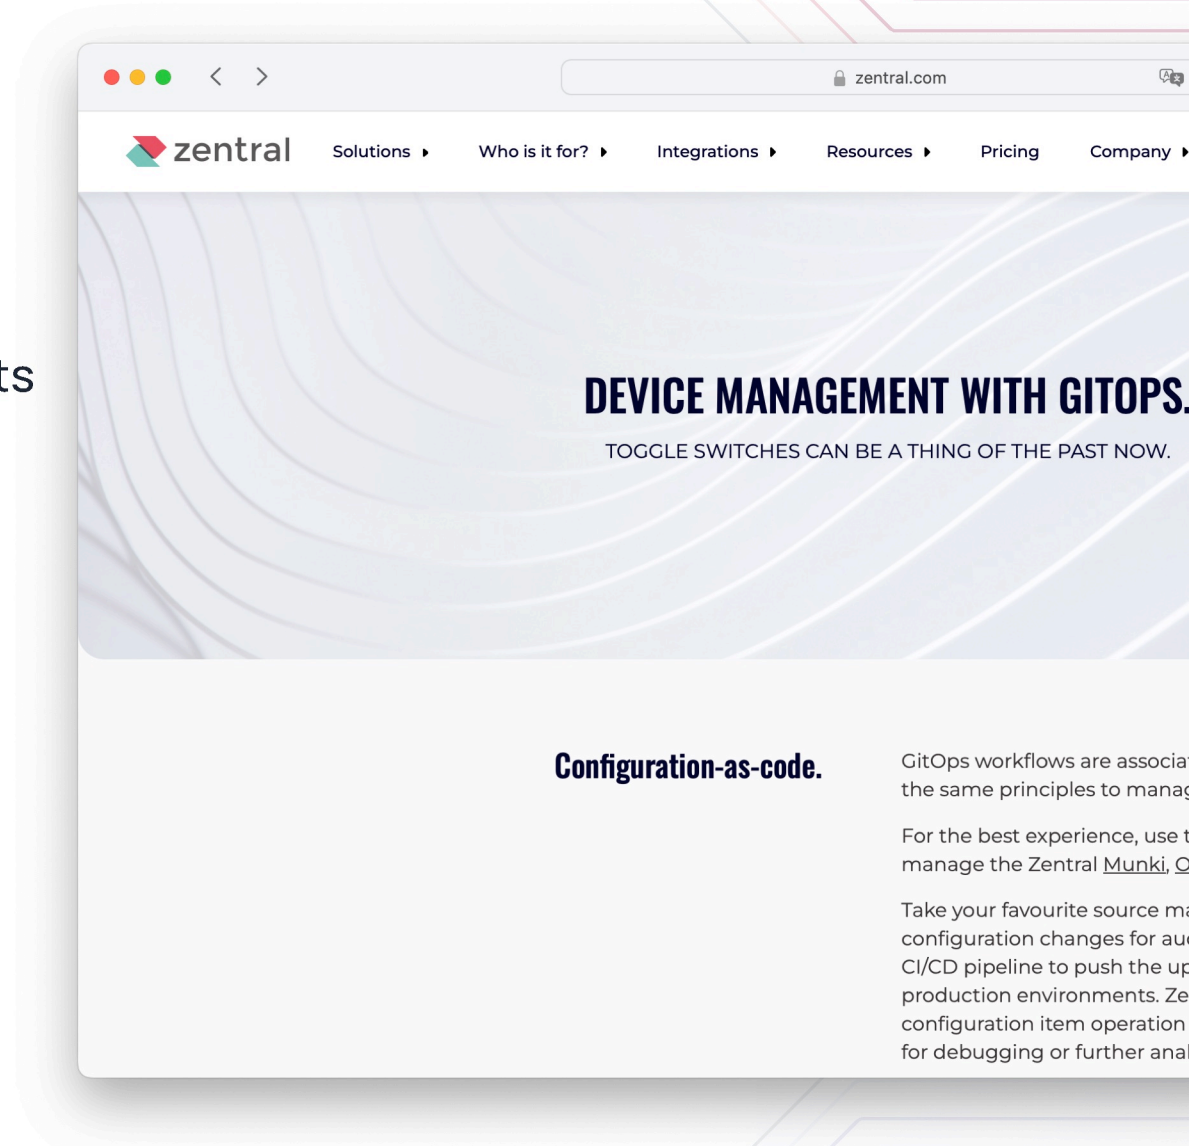 zentral.com
zentral Solutions Who is it for? Integrations Resources Pricing Company
ts
DEVICE MANAGEMENT WITH GITOPS.
TOGGLE SWITCHES CAN BE A THING OF THE PAST NOW.
Configuration-as-code.
GitOps workflows are associa
the same principles to manag
For the best experience, use t
manage the Zentral Munki, O
Take your favourite source ma
configuration changes for au
CI/CD pipeline to push the up
production environments. Ze
configuration item operation
for debugging or further anal